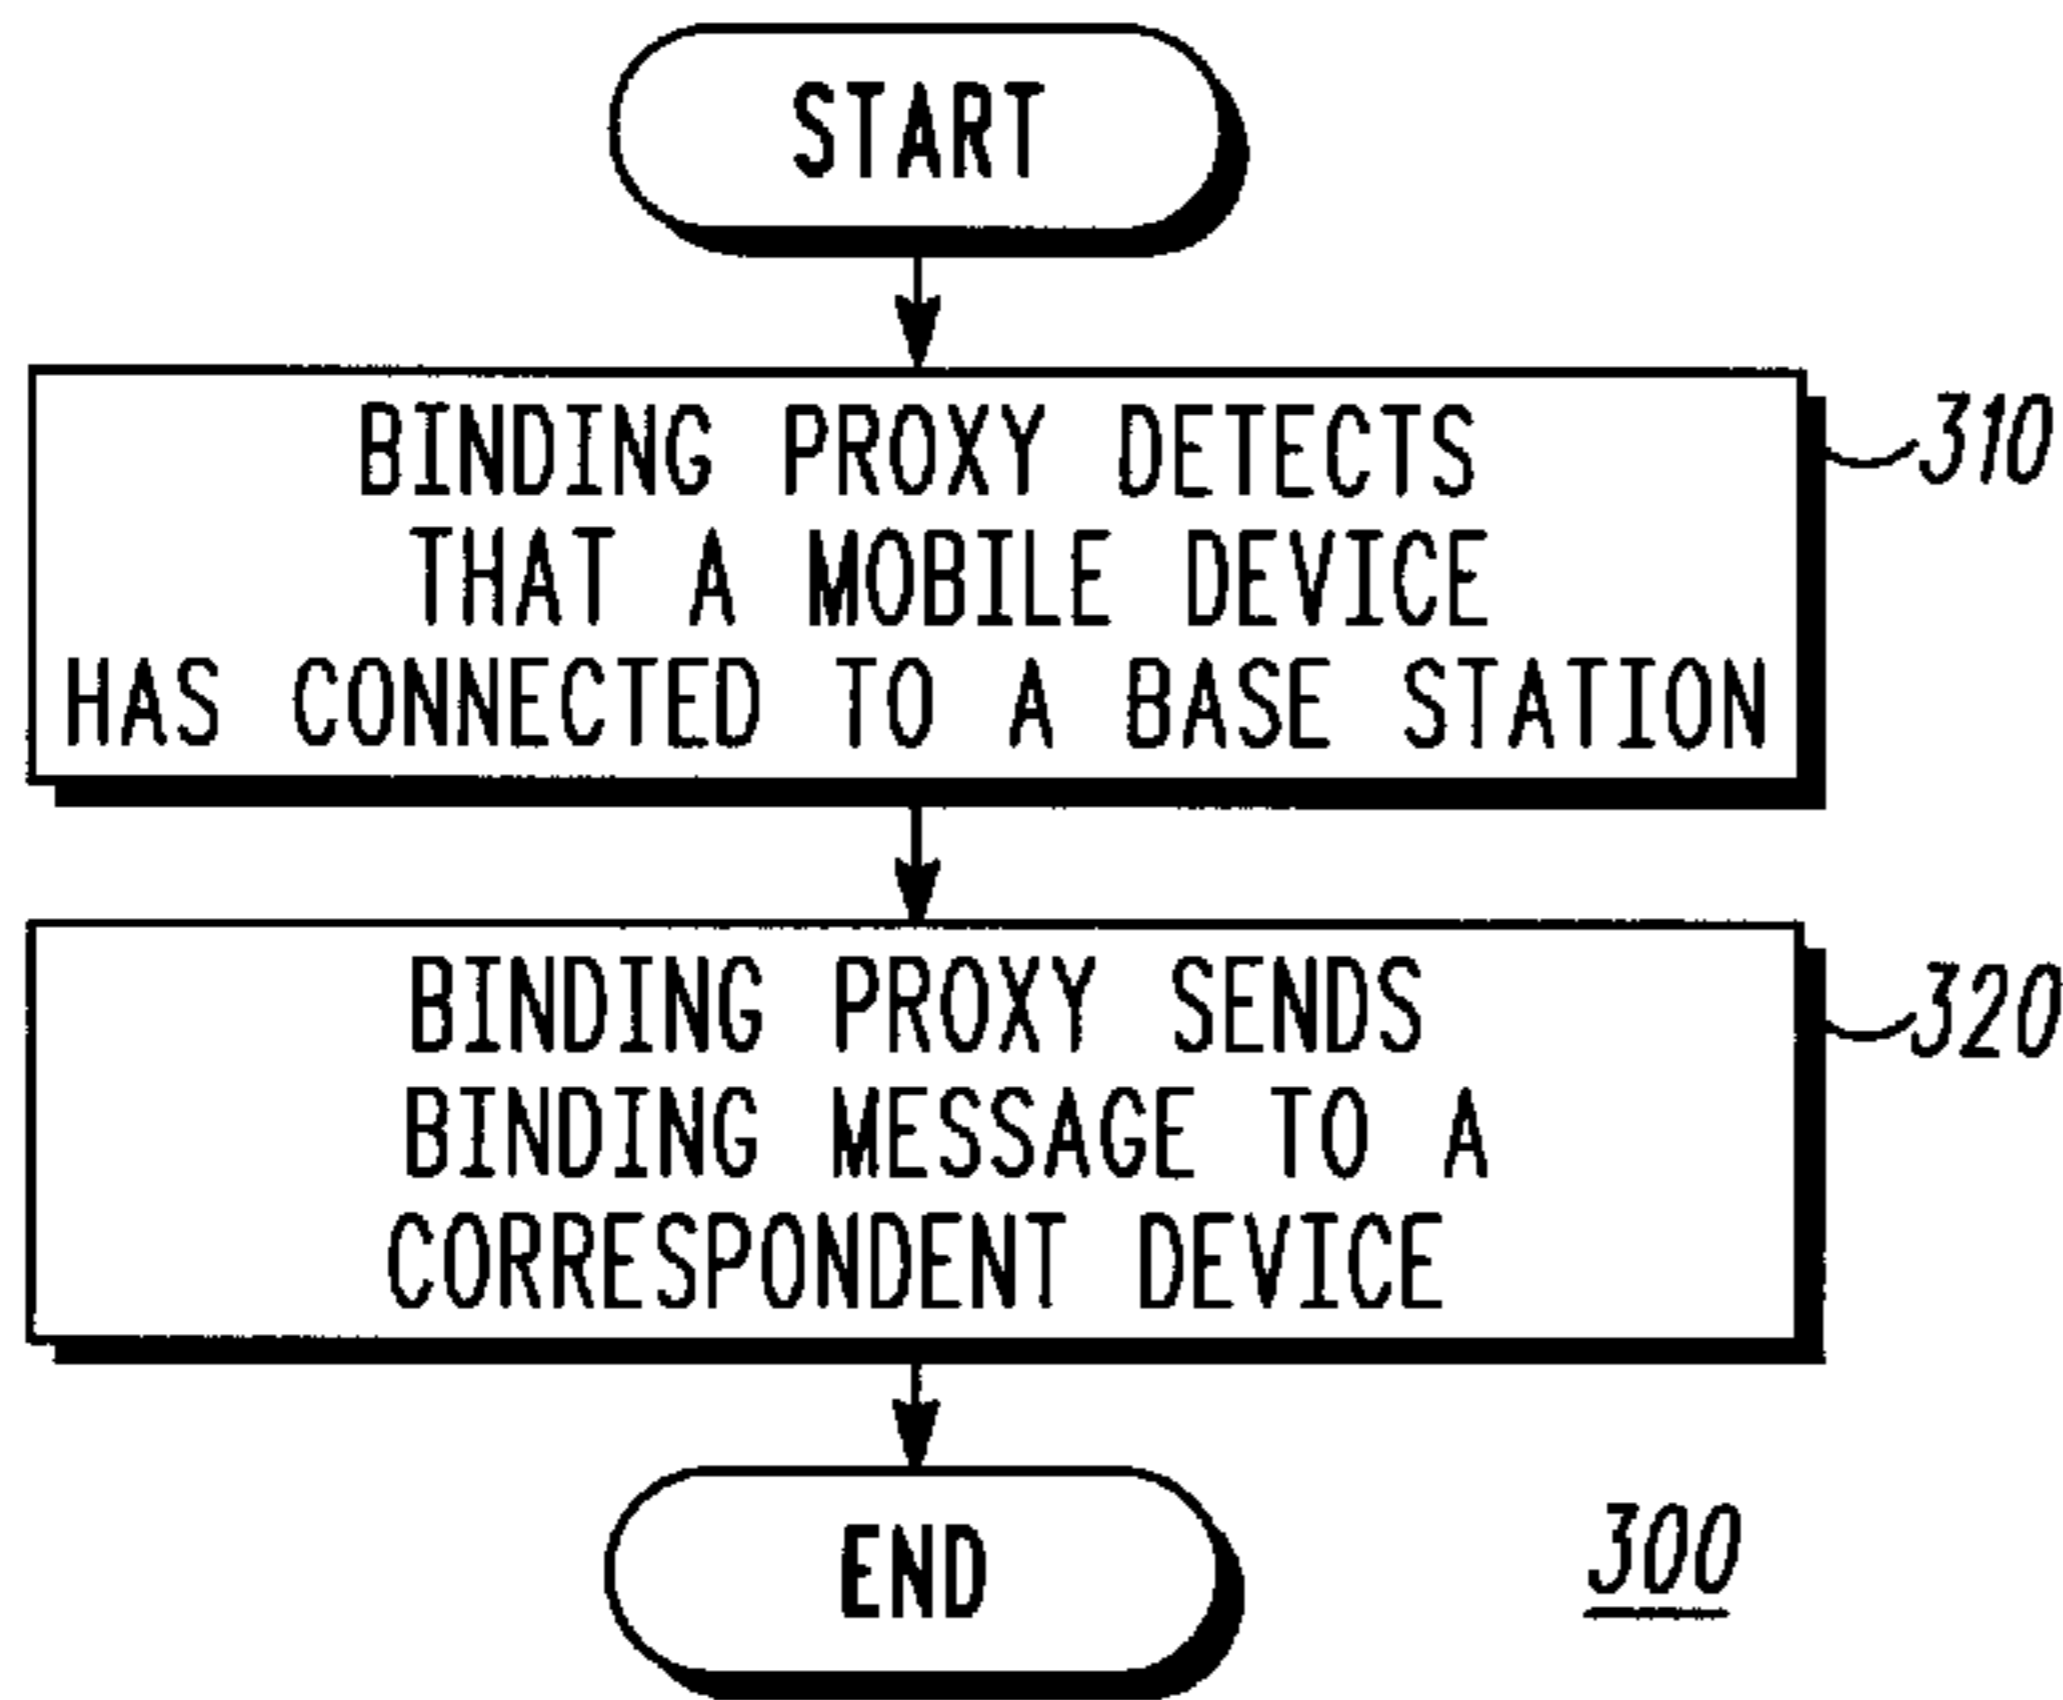 START
BINDING PROXY DETECTS
THAT A MOBILE DEVICE
HAS CONNECTED TO A BASE STATION
310
BINDING PROXY SENDS
BINDING MESSAGE TO A
CORRESPONDENT DEVICE
320
END
300